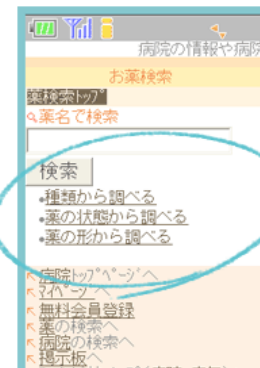 病院の情報や病院
お薬検索
薬検索トップ
薬名で検索
検索
種類から調べる
薬の状態から調べる
薬の形から調べる
病院トップページへ
マイページへ
無料会員登録
薬の検索へ
病院の検索へ
掲示板へ